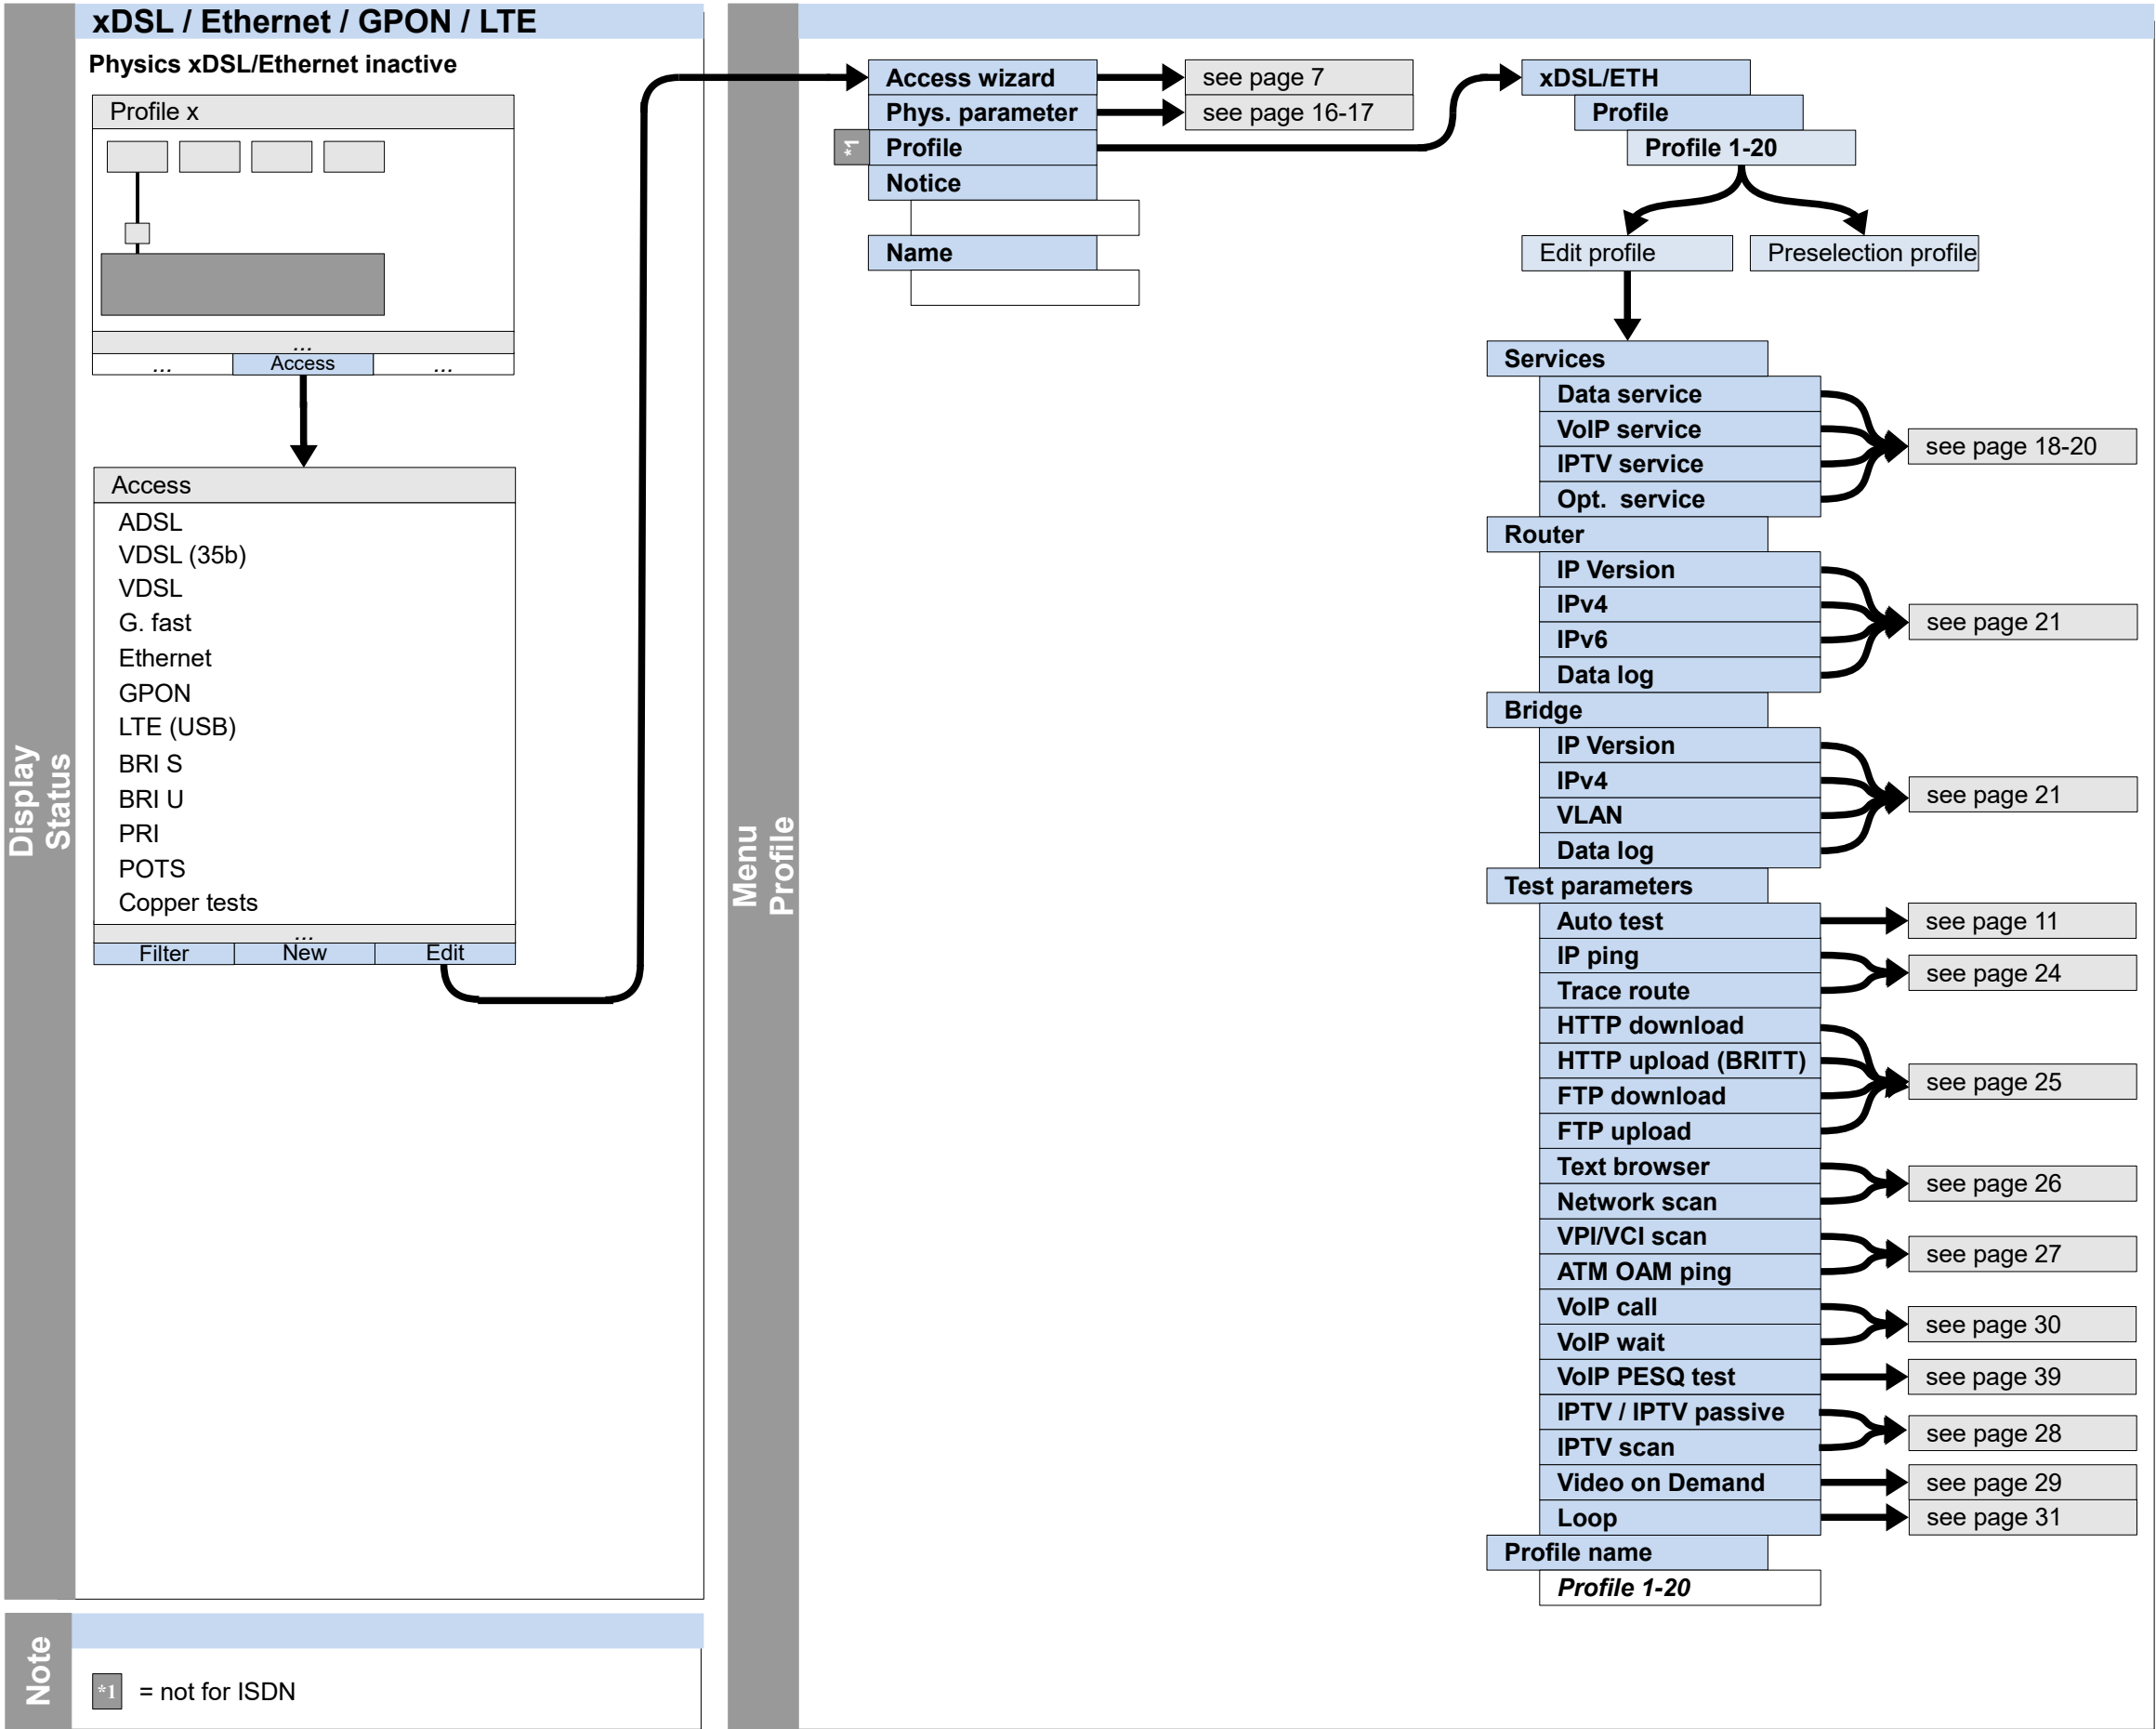 xDSL / Ethernet / GPON / LTE
Physics xDSL/Ethernet inactive
Profile x
...
...
Access
...
Access
ADSL
VDSL (35b)
VDSL
G. fast
Ethernet
GPON
LTE (USB)
BRI S
BRI U
PRI
POTS
Copper tests
...
Filter
New
Edit
Display
Status
Menu
Profile
Access wizard
see page 7
Phys. parameter
see page 16-17
*1
Profile
Notice
Name
xDSL/ETH
Profile
Profile 1-20
Edit profile
Preselection profile
Services
Data service
VoIP service
IPTV service
Opt. service
see page 18-20
Router
IP Version
IPv4
IPv6
Data log
see page 21
Bridge
IP Version
IPv4
VLAN
Data log
see page 21
Test parameters
Auto test
see page 11
IP ping
Trace route
see page 24
HTTP download
HTTP upload (BRITT)
FTP download
FTP upload
see page 25
Text browser
Network scan
see page 26
VPI/VCI scan
ATM OAM ping
see page 27
VoIP call
VoIP wait
see page 30
VoIP PESQ test
see page 39
IPTV / IPTV passive
IPTV scan
see page 28
Video on Demand
see page 29
Loop
see page 31
Profile name
Profile 1-20
Note
*1 = not for ISDN